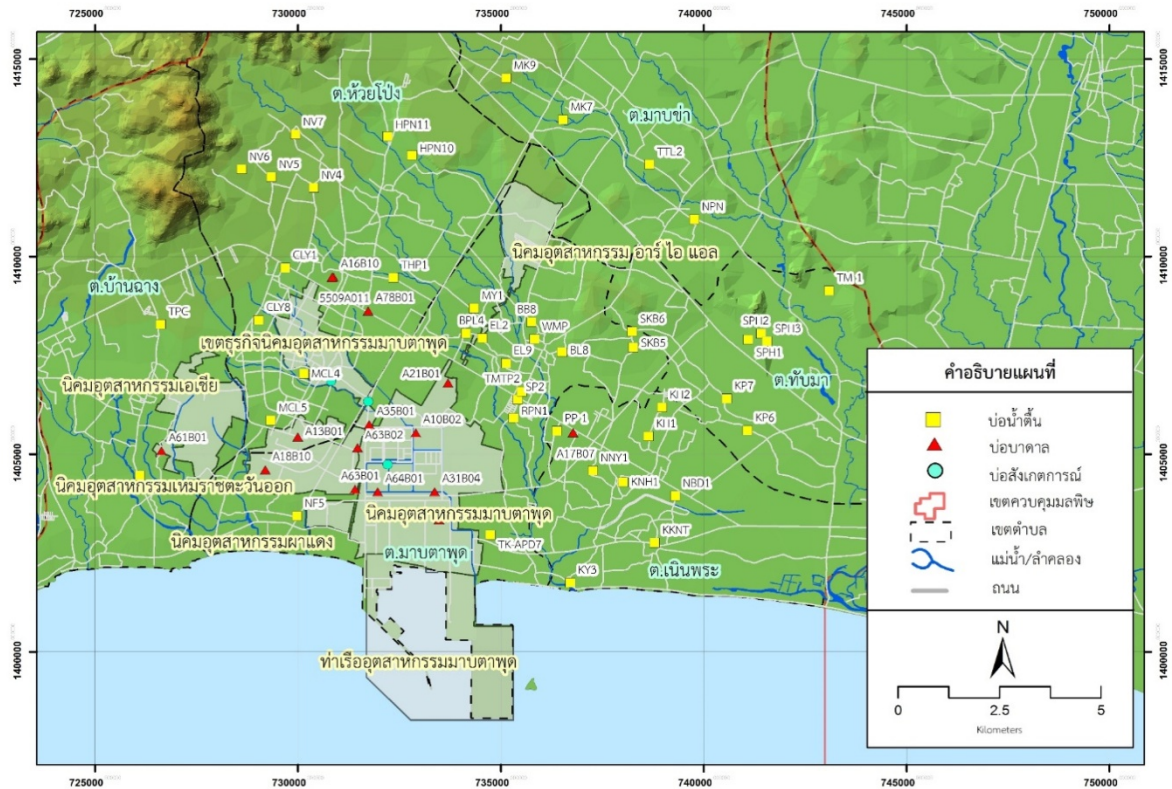 725000 730000 735000 740000 745000 750000
1415000 1415000
MK9
ต.ห้วยโป่ง
MK7
ต.มาบข่า
NV7
HPN11
HPN10
TTL2
NV6
NV5
NV4
NPN
นิคมอุตสาหกรรม อาร์ ไอ แอล
1410000 1410000
CLY1
A16B10
THP1
ต.บ้านฉาง
5509A011
A78B01
TM-1
TPC
CLY8
MY1
BB8
BPL4
EL2
WMP
SKB6
SKB5
SPH2
SPH3
SPH1
เขตธุรกิจนิคมอุตสาหกรรมมาบตาพุด
EL9
BL8
ต.ทับมา
นิคมอุตสาหกรรมเอเชีย
MCL4
A21B01
TMTP2
SP2
KP7
MCL5
A35B01
A10B02
RPN1
PP-1
KH2
KH1
KP6
A61B01
A13B01
A63B02
1405000 1405000
A18B10
A17B07
NNY1
นิคมอุตสาหกรรมเหมราชตะวันออก
A63B01
A64B01
A31B04
KNH1
NBD1
NF5
นิคมอุตสาหกรรมมาบตาพุด
นิคมอุตสาหกรรมผาแดง
TK-APD7
KKNT
ต.มาบตาพุด
KY3
ต.เนินพระ
ท่าเรืออุตสาหกรรมมาบตาพุด
1400000 1400000
คำอธิบายแผนที่
บ่อน้ำตื้น
บ่อบาดาล
บ่อสังเกตการณ์
เขตควบคุมมลพิษ
เขตตำบล
แม่น้ำ/ลำคลอง
ถนน
N
0 2.5 5
Kilometers
725000 730000 735000 740000 745000 750000